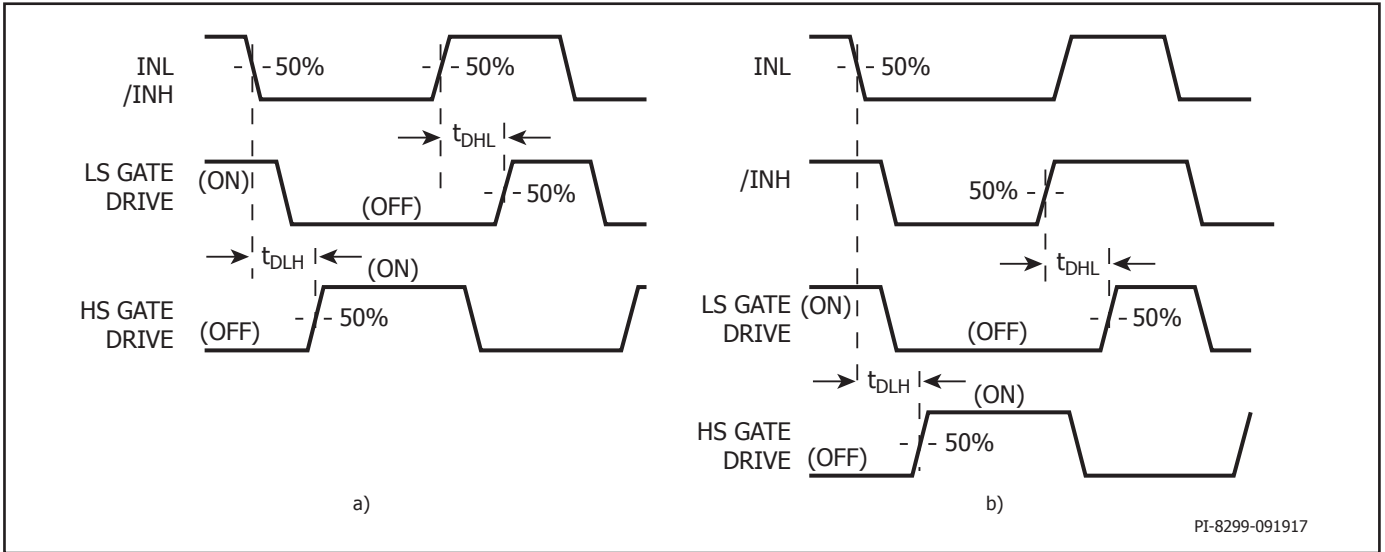 INL
/INH
50%
50%
tDHL
LS GATE
DRIVE
(ON)
(OFF)
50%
tDLH
(ON)
HS GATE
DRIVE
(OFF)
50%
a)
INL
50%
/INH
50%
tDHL
LS GATE
DRIVE
(ON)
(OFF)
50%
tDLH
(ON)
HS GATE
DRIVE
(OFF)
50%
b)
PI-8299-091917